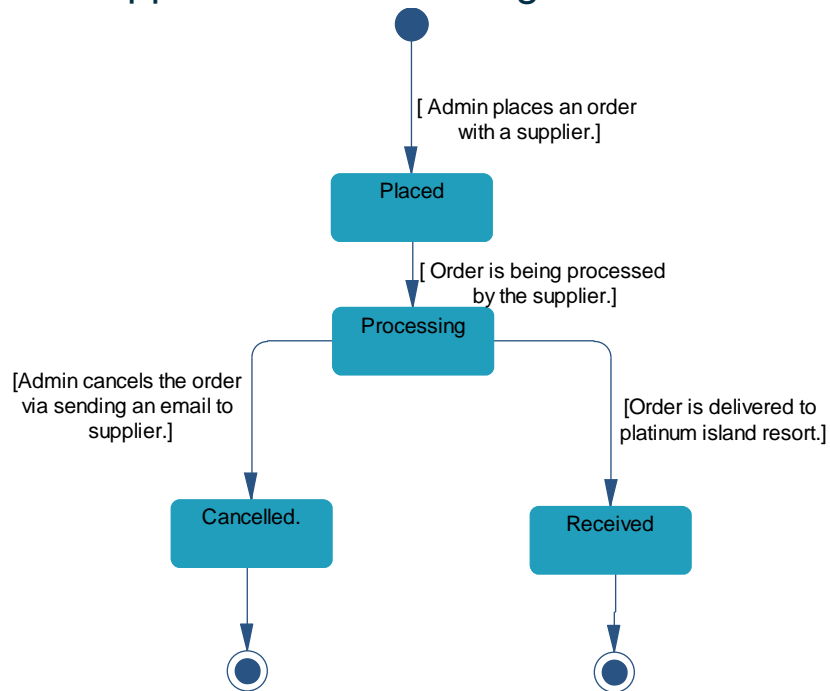 [ Admin places an order
with a supplier.]
Placed
[ Order is being processed
by the supplier.]
Processing
[Admin cancels the order
via sending an email to
supplier.]
[Order is delivered to
platinum island resort.]
Cancelled.
Received